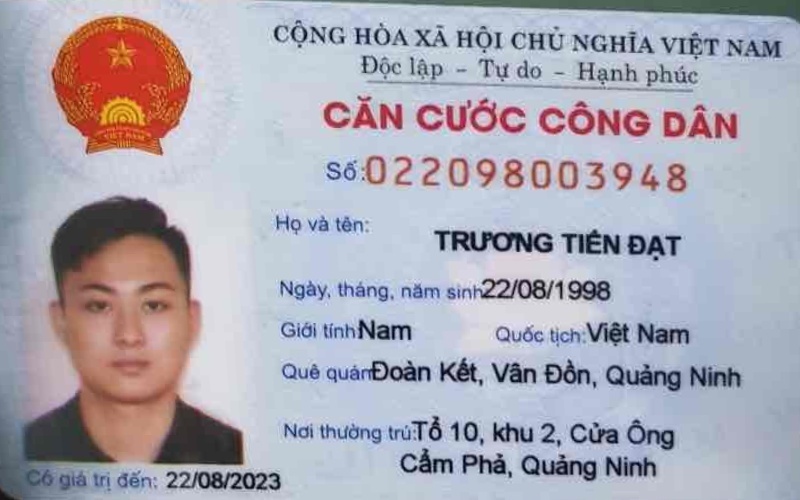 CỘNG HÒA XÃ HỘI CHỦ NGHĨA VIỆT NAM
Độc lập - Tự do - Hạnh phúc
CĂN CƯỚC CÔNG DÂN
Số: 022098003948
Họ và tên: TRƯƠNG TIẾN ĐẠT
Ngày, tháng, năm sinh 22/08/1998
Giới tính: Nam Quốc tịch: Việt Nam
Quê quán: Đoàn Kết, Vân Đồn, Quảng Ninh
Nơi thường trú: Tổ 10, khu 2, Cửa Ông
Cẩm Phả, Quảng Ninh
Có giá trị đến: 22/08/2023
VIỆT NAM